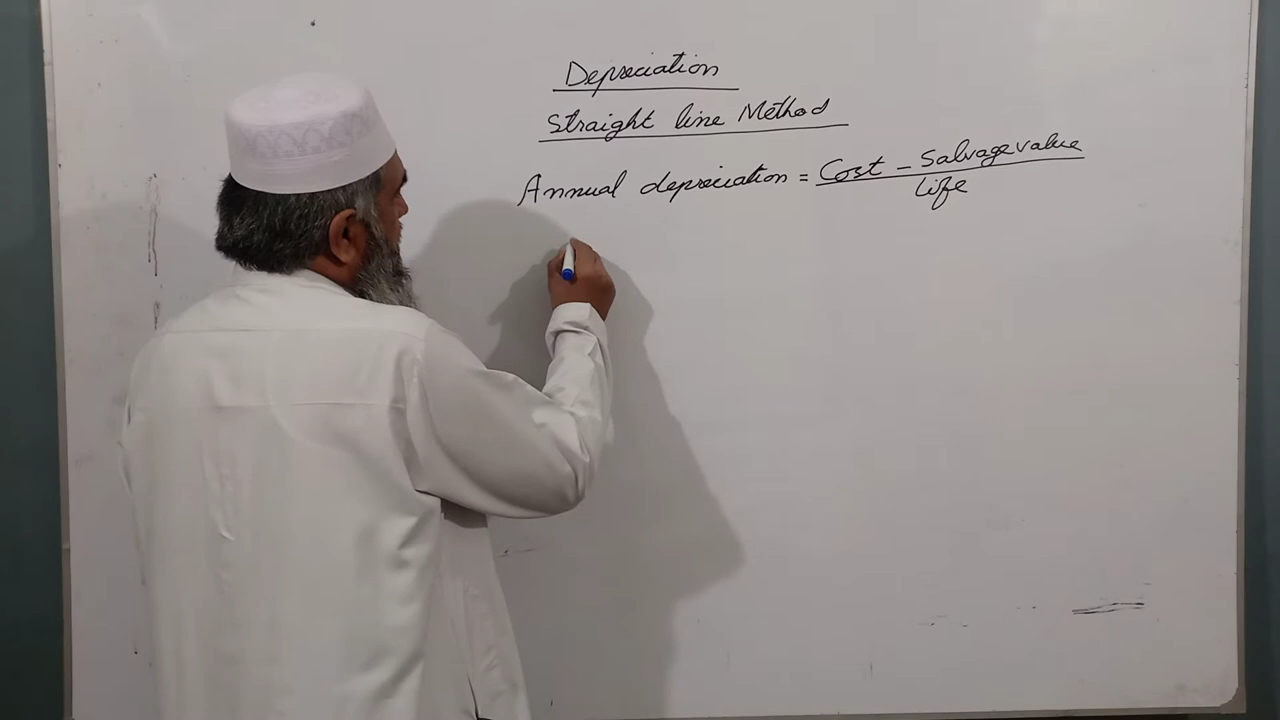 Depreciation
Straight line Method
Annual depreciation = Cost - Salvage value
Life